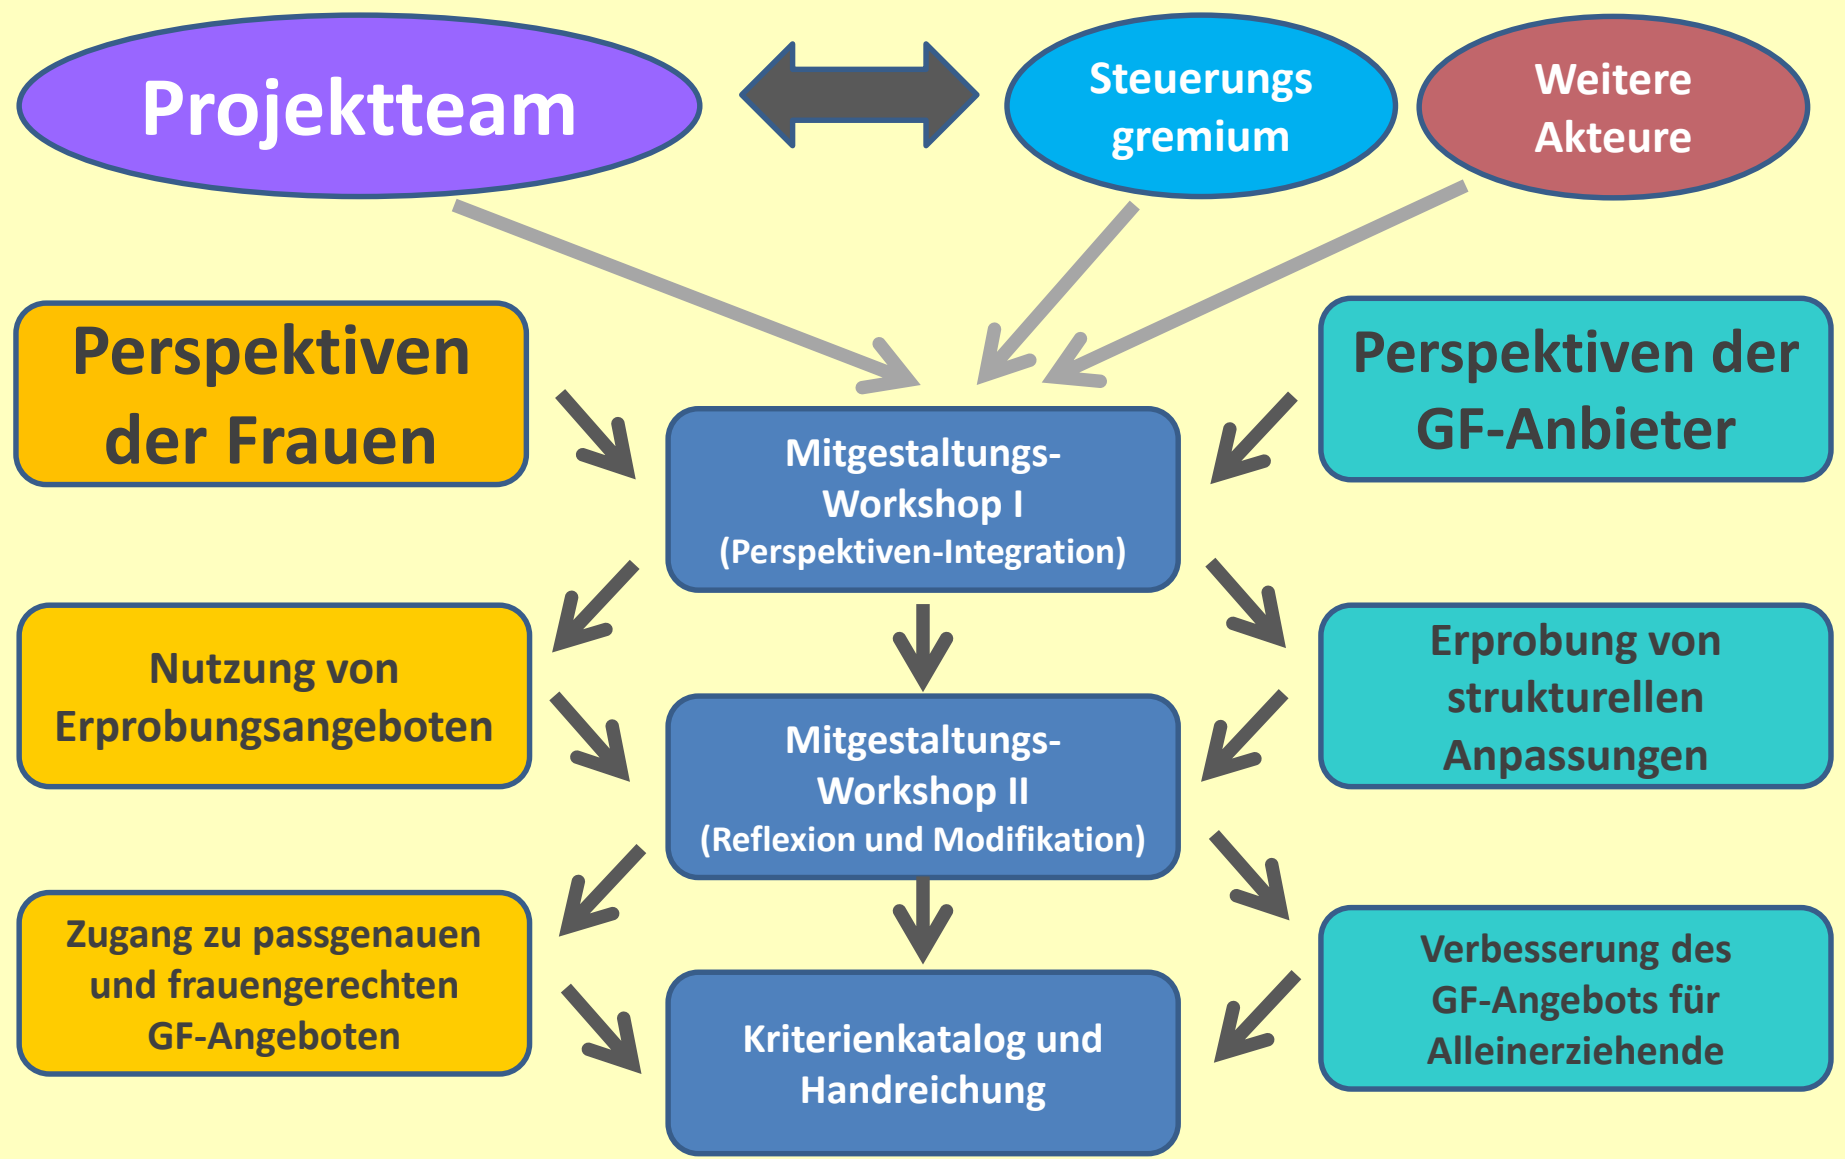 Projektteam
Steuerungs
gremium
Weitere
Akteure
Perspektiven
der Frauen
Perspektiven der
GF-Anbieter
Mitgestaltungs-
Workshop I
(Perspektiven-Integration)
Nutzung von
Erprobungsangeboten
Erprobung von
strukturellen
Anpassungen
Mitgestaltungs-
Workshop II
(Reflexion und Modifikation)
Zugang zu passgenauen
und frauengerechten
GF-Angeboten
Verbesserung des
GF-Angebots für
Alleinerziehende
Kriterienkatalog und
Handreichung